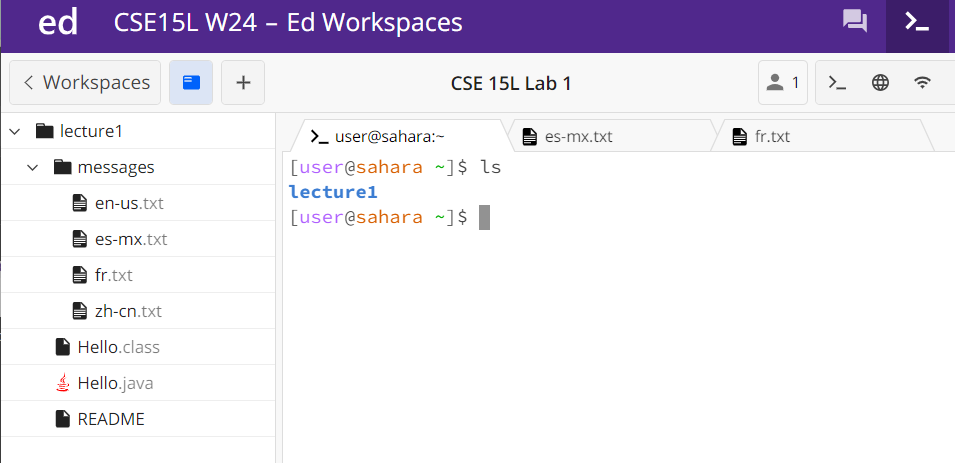 ed CSE15L W24 – Ed Workspaces
Workspaces
CSE 15L Lab 1
1
lecture1
messages
en-us.txt
es-mx.txt
fr.txt
zh-cn.txt
Hello.class
Hello.java
README
user@sahara:~
es-mx.txt
fr.txt
[user@sahara ~]$ ls
lecture1
[user@sahara ~]$